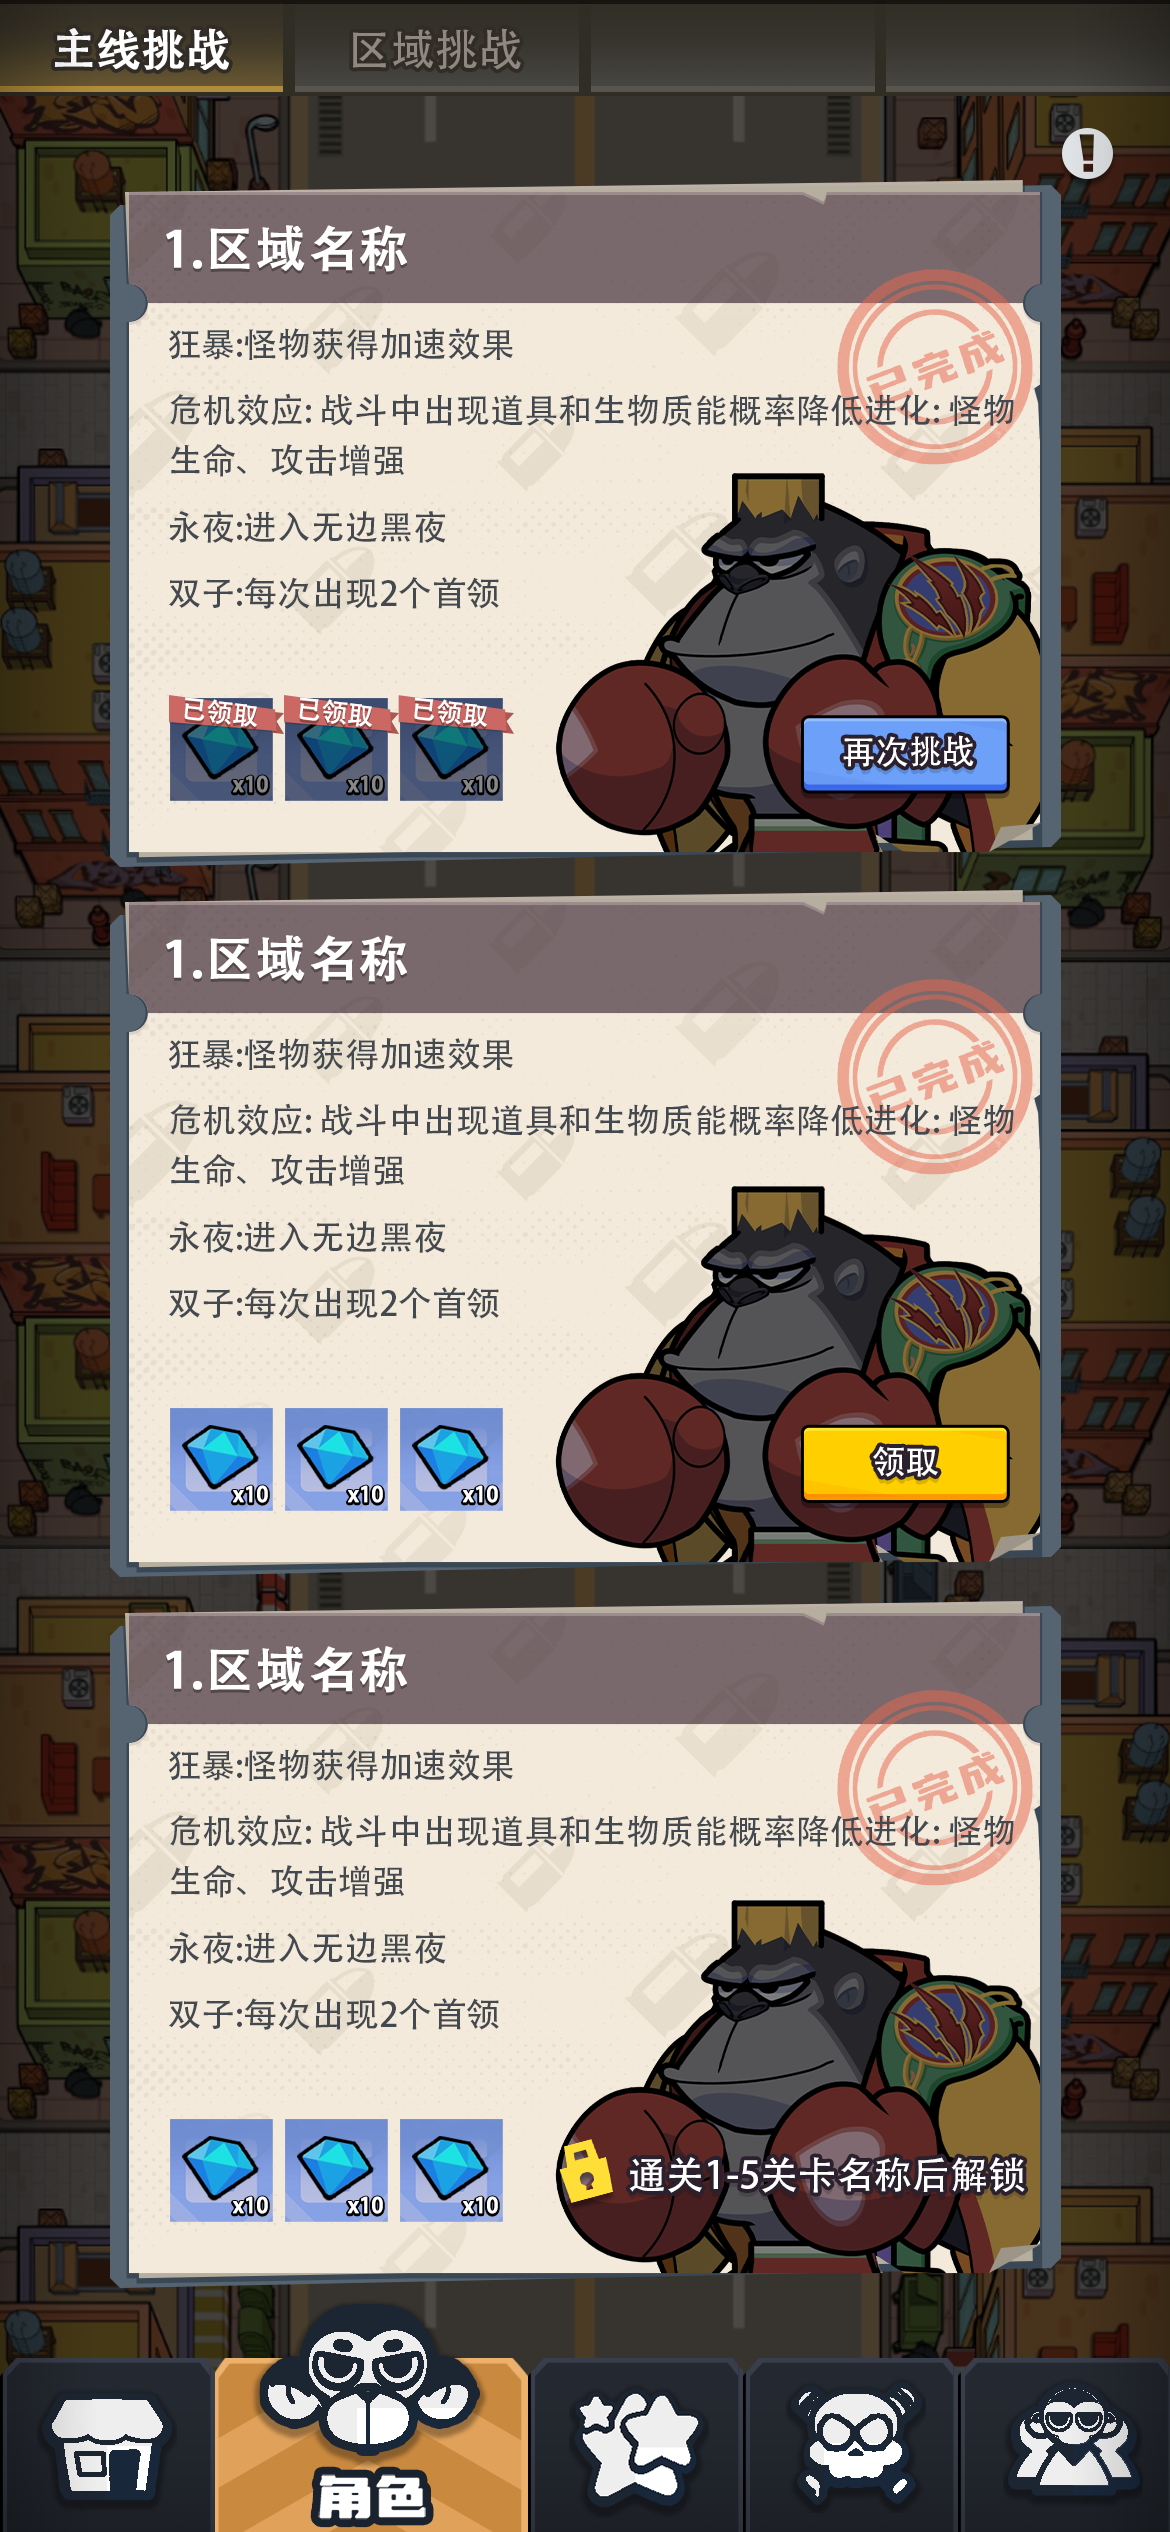 主线挑战
区域挑战
1.区域名称
已完成
狂暴:怪物获得加速效果
危机效应:战斗中出现道具和生物质能概率降低进化:怪物
生命、攻击增强
永夜:进入无边黑夜
双子:每次出现2个首领
已领取 已领取 已领取
x10 x10 x10
再次挑战
1.区域名称
已完成
狂暴:怪物获得加速效果
危机效应:战斗中出现道具和生物质能概率降低进化:怪物
生命、攻击增强
永夜:进入无边黑夜
双子:每次出现2个首领
x10 x10 x10
领取
1.区域名称
已完成
狂暴:怪物获得加速效果
危机效应:战斗中出现道具和生物质能概率降低进化:怪物
生命、攻击增强
永夜:进入无边黑夜
双子:每次出现2个首领
x10 x10 x10
通关1-5关卡名称后解锁
角色